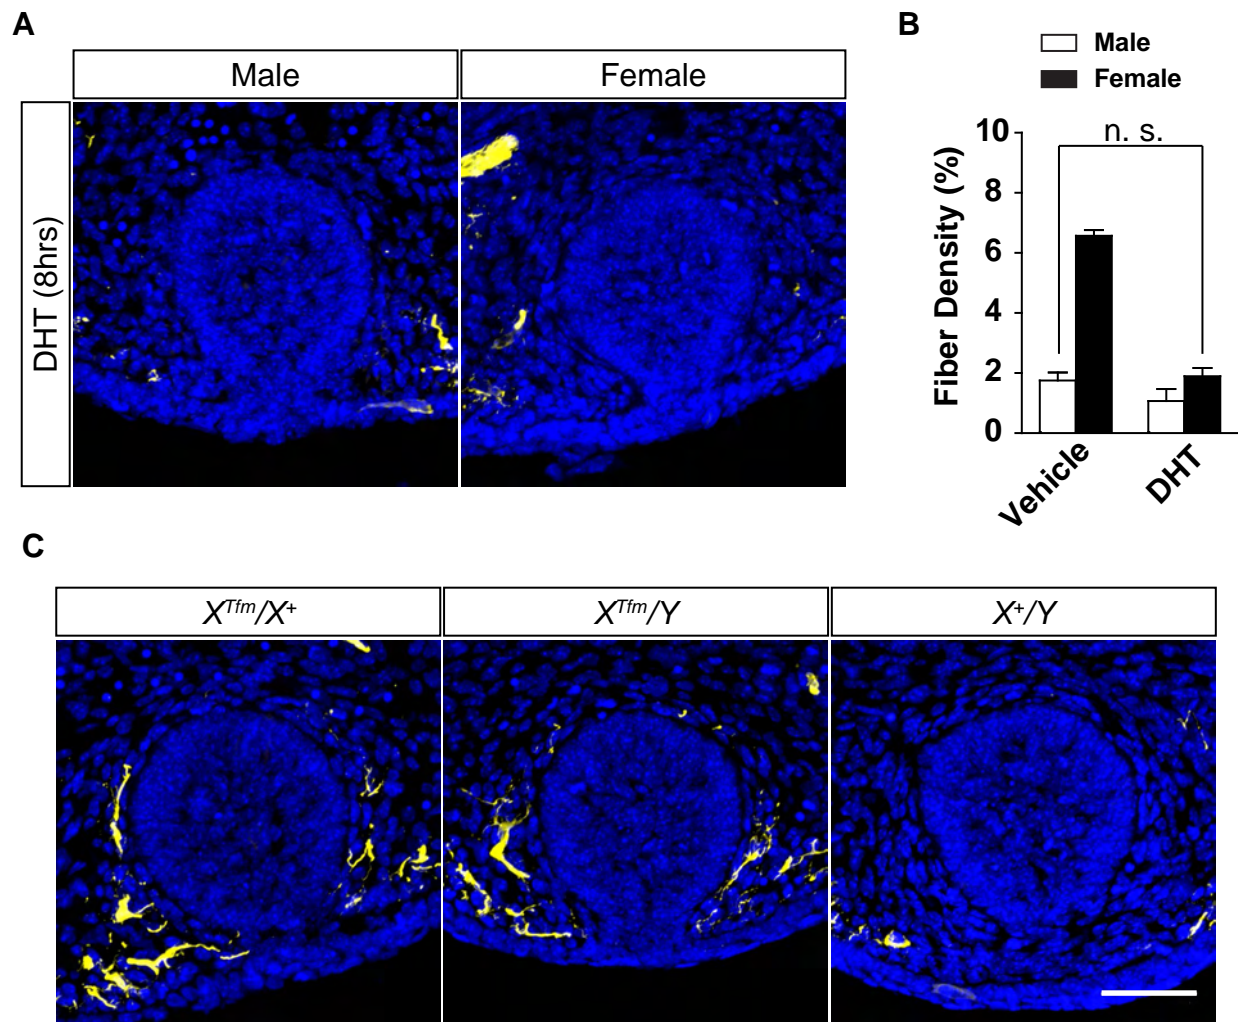 A
Male
Female
DHT (8hrs)
B
Male
Female
n. s.
Fiber Density (%)
10
8
6
4
2
0
Vehicle
DHT
C
X^Tfm/X^+
X^Tfm/Y
X^+/Y